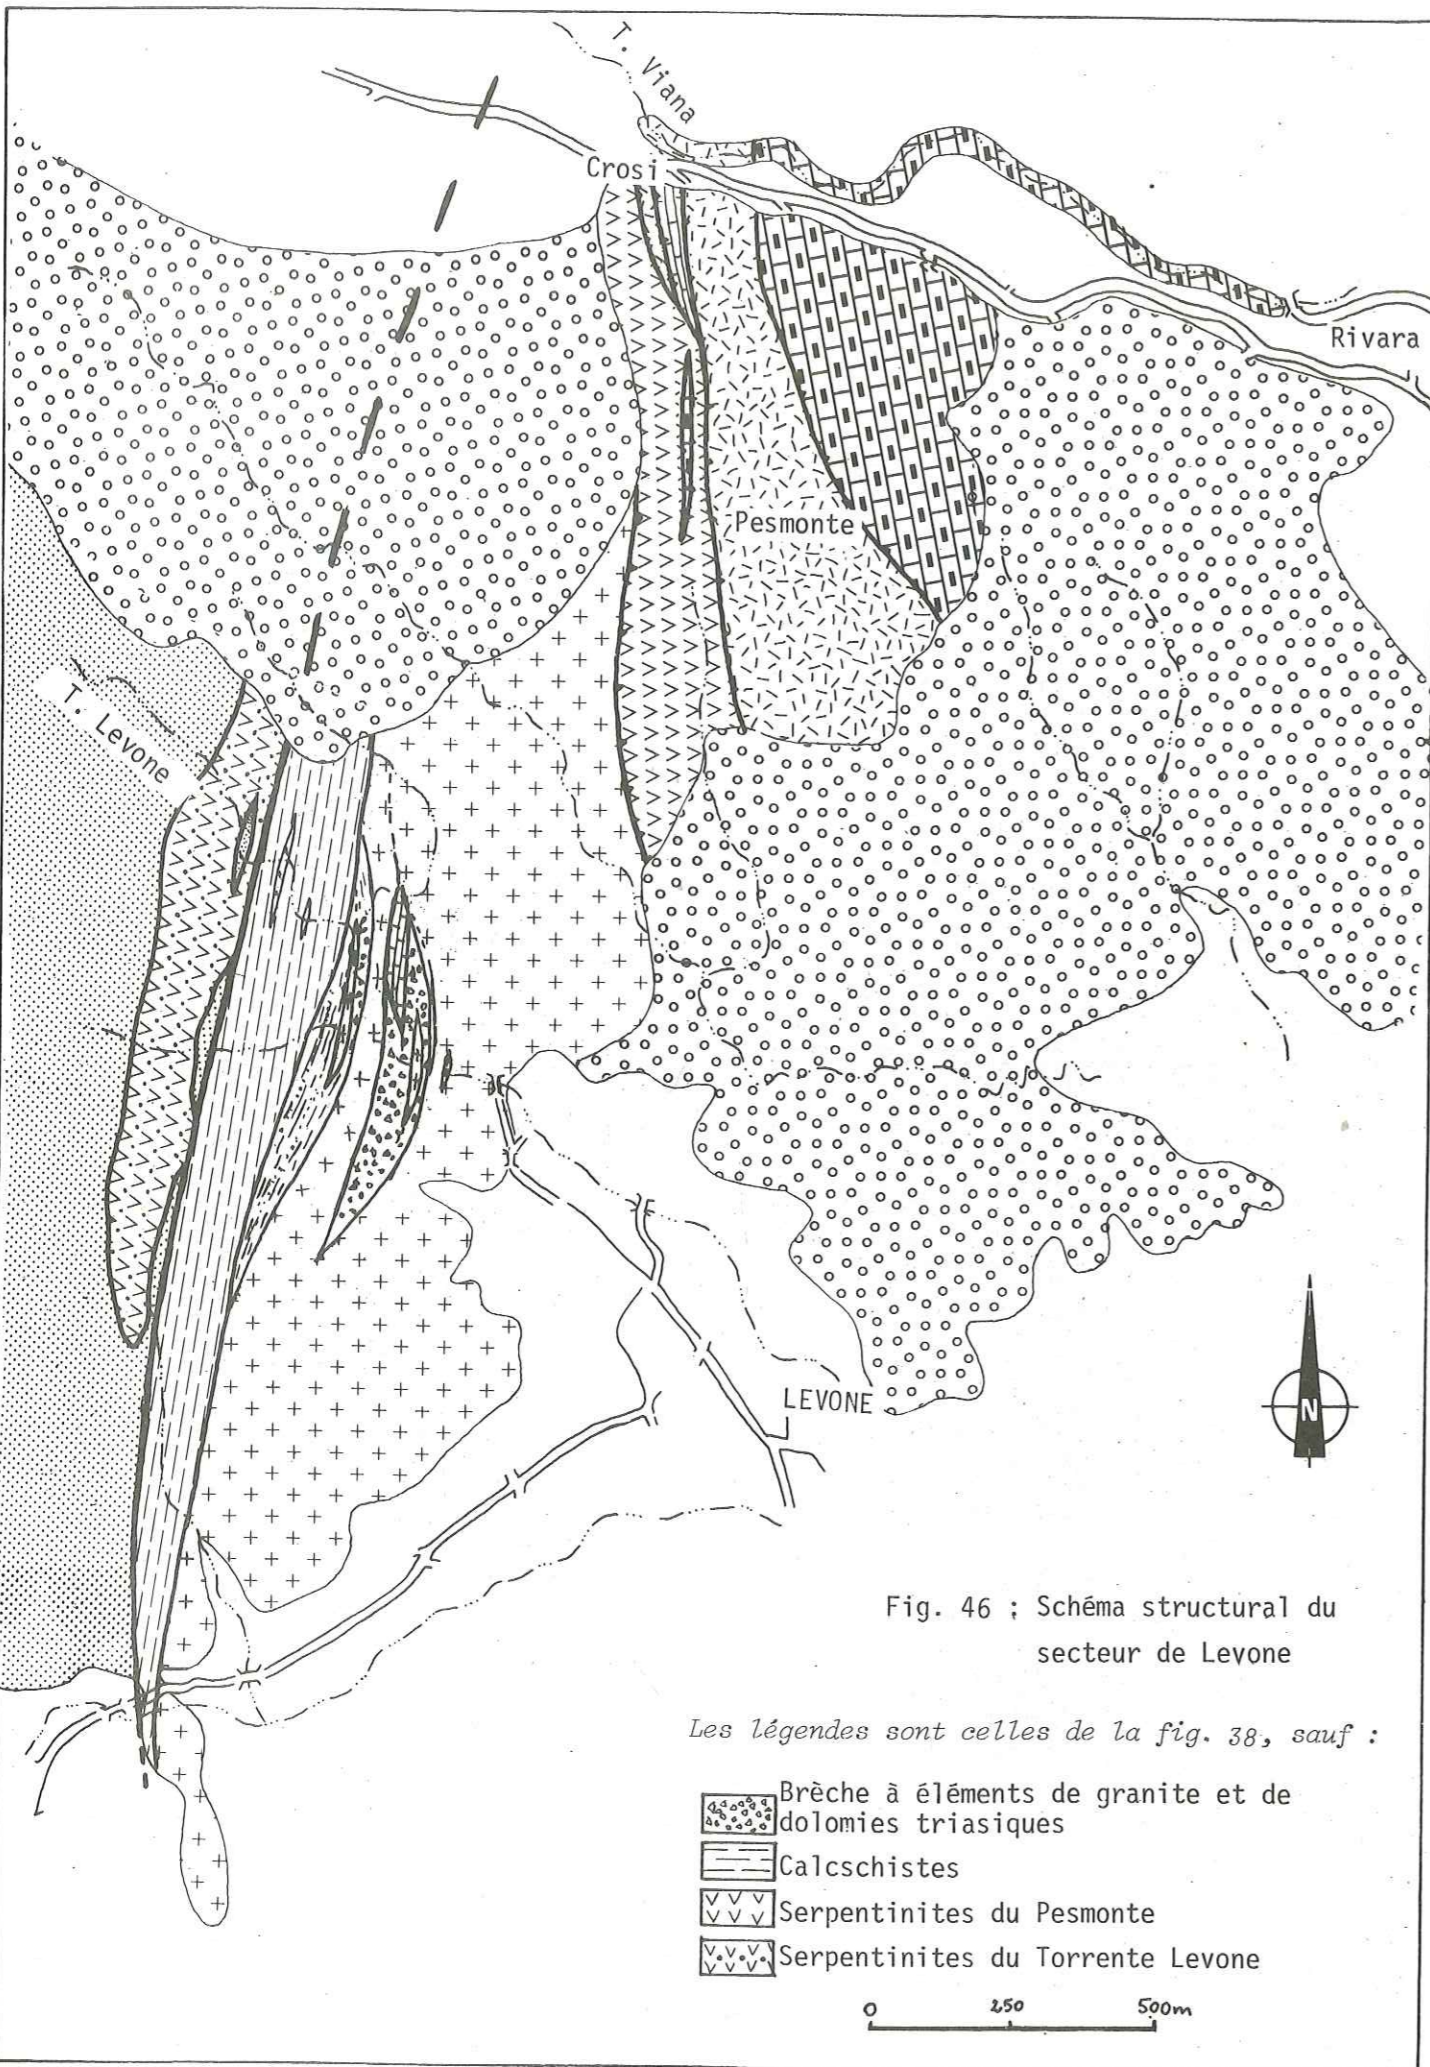 T. Viana
Crosi
Rivara
Pesmonte
T. Levone
LEVONE
N
Fig. 46 : Schéma structural du
secteur de Levone
Les légendes sont celles de la fig. 38, sauf :
Brèche à éléments de granite et de
dolomies triasiques
Calcschistes
Serpentinites du Pesmonte
Serpentinites du Torrente Levone
0 250 500m